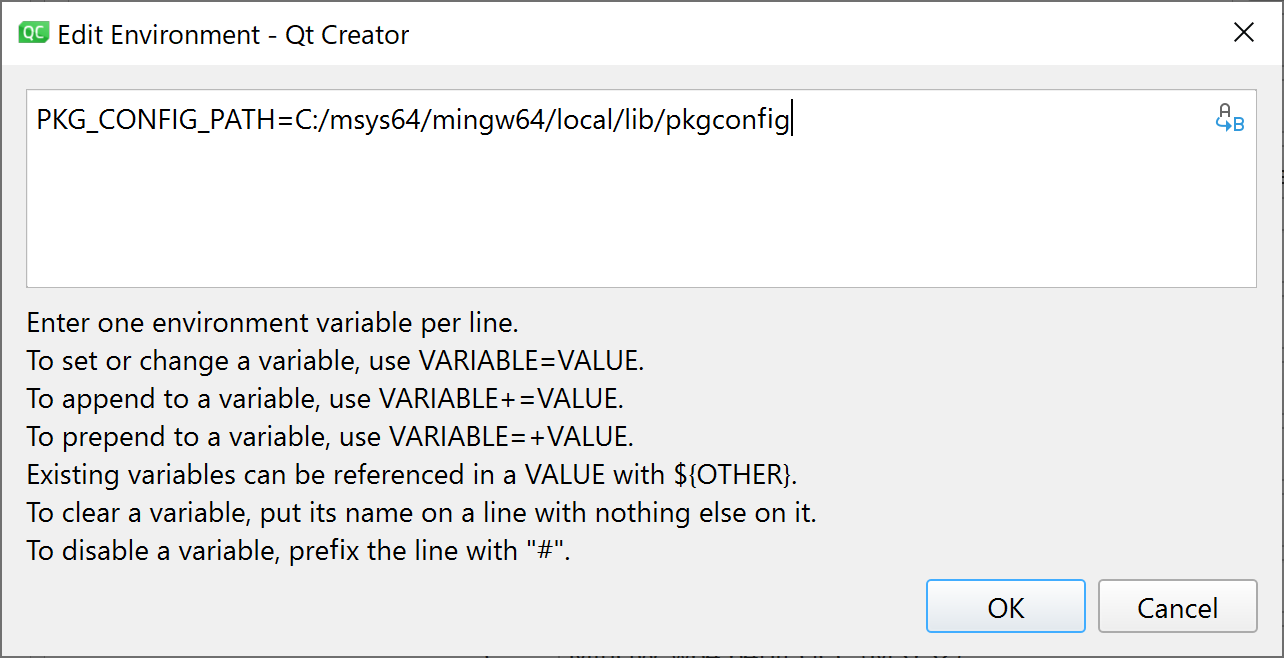 QC Edit Environment - Qt Creator
PKG_CONFIG_PATH=C:/msys64/mingw64/local/lib/pkgconfig
A
B
Enter one environment variable per line.
To set or change a variable, use VARIABLE=VALUE.
To append to a variable, use VARIABLE+=VALUE.
To prepend to a variable, use VARIABLE=+VALUE.
Existing variables can be referenced in a VALUE with ${OTHER}.
To clear a variable, put its name on a line with nothing else on it.
To disable a variable, prefix the line with "#".
OK Cancel